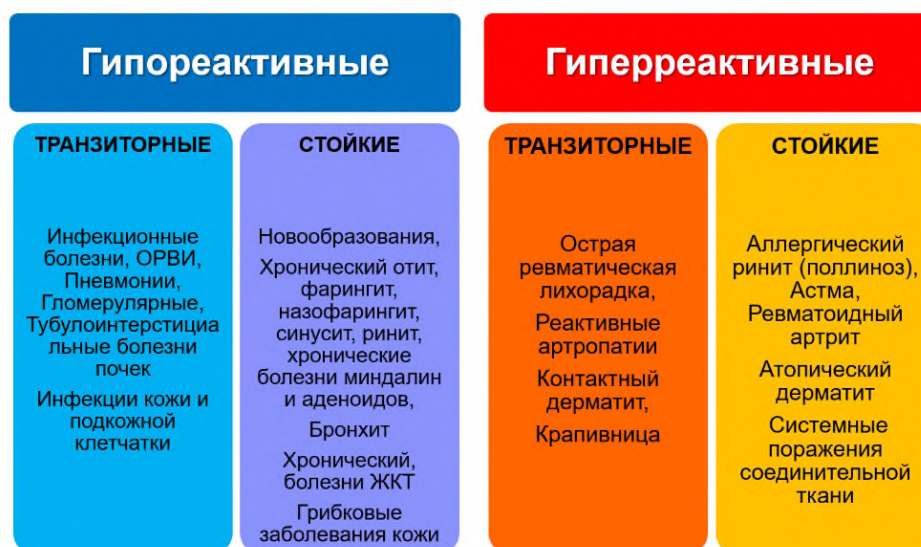 Гипореактивные
Гиперреактивные
ТРАНЗИТОРНЫЕ
Инфекционные
болезни, ОРВИ,
Пневмонии,
Гломерулярные,
Тубулоинтерстициа
льные болезни
почек
Инфекции кожи и
подкожной
клетчатки
СТОЙКИЕ
Новообразования,
Хронический отит,
фарингит,
назофарингит,
синусит, ринит,
хронические
болезни миндалин
и аденоидов,
Бронхит
Хронический,
болезни ЖКТ
Грибковые
заболевания кожи
ТРАНЗИТОРНЫЕ
Острая
ревматическая
лихорадка,
Реактивные
артропатии
Контактный
дерматит,
Крапивница
СТОЙКИЕ
Аллергический
ринит (поллиноз),
Астма,
Ревматоидный
артрит
Атопический
дерматит
Системные
поражения
соединительной
ткани